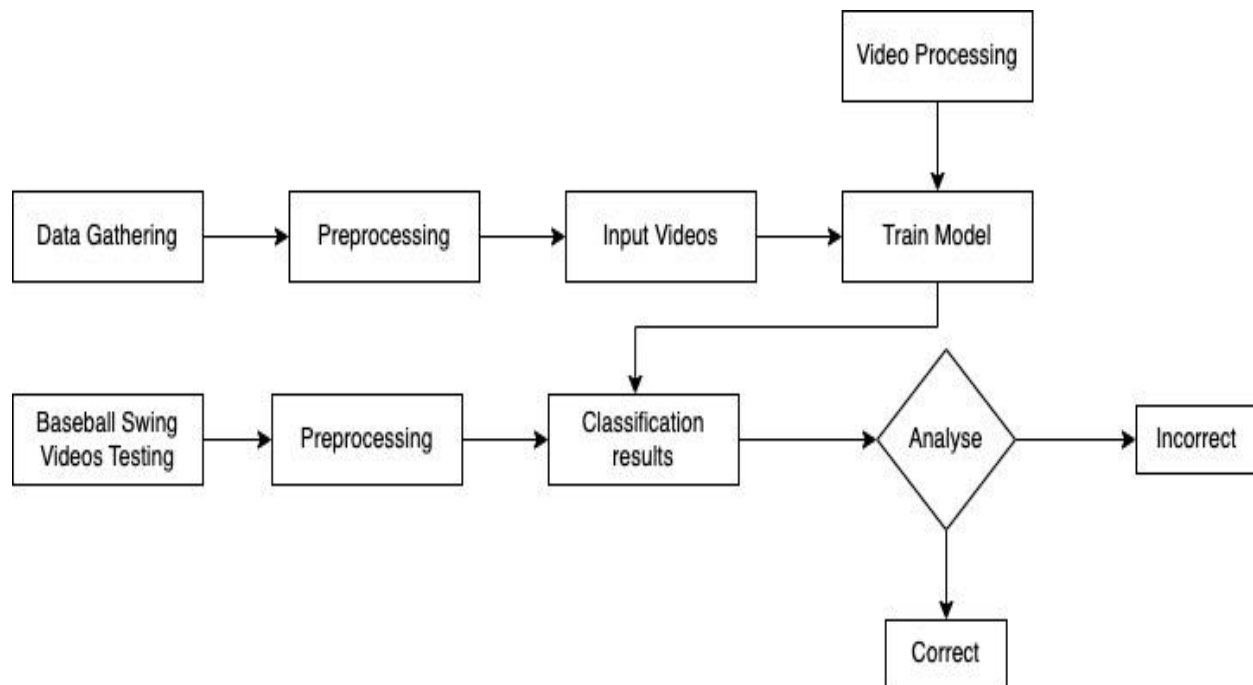 Video Processing
Data Gathering
Preprocessing
Input Videos
Train Model
Baseball Swing
Videos Testing
Preprocessing
Classification
results
Analyse
Incorrect
Correct